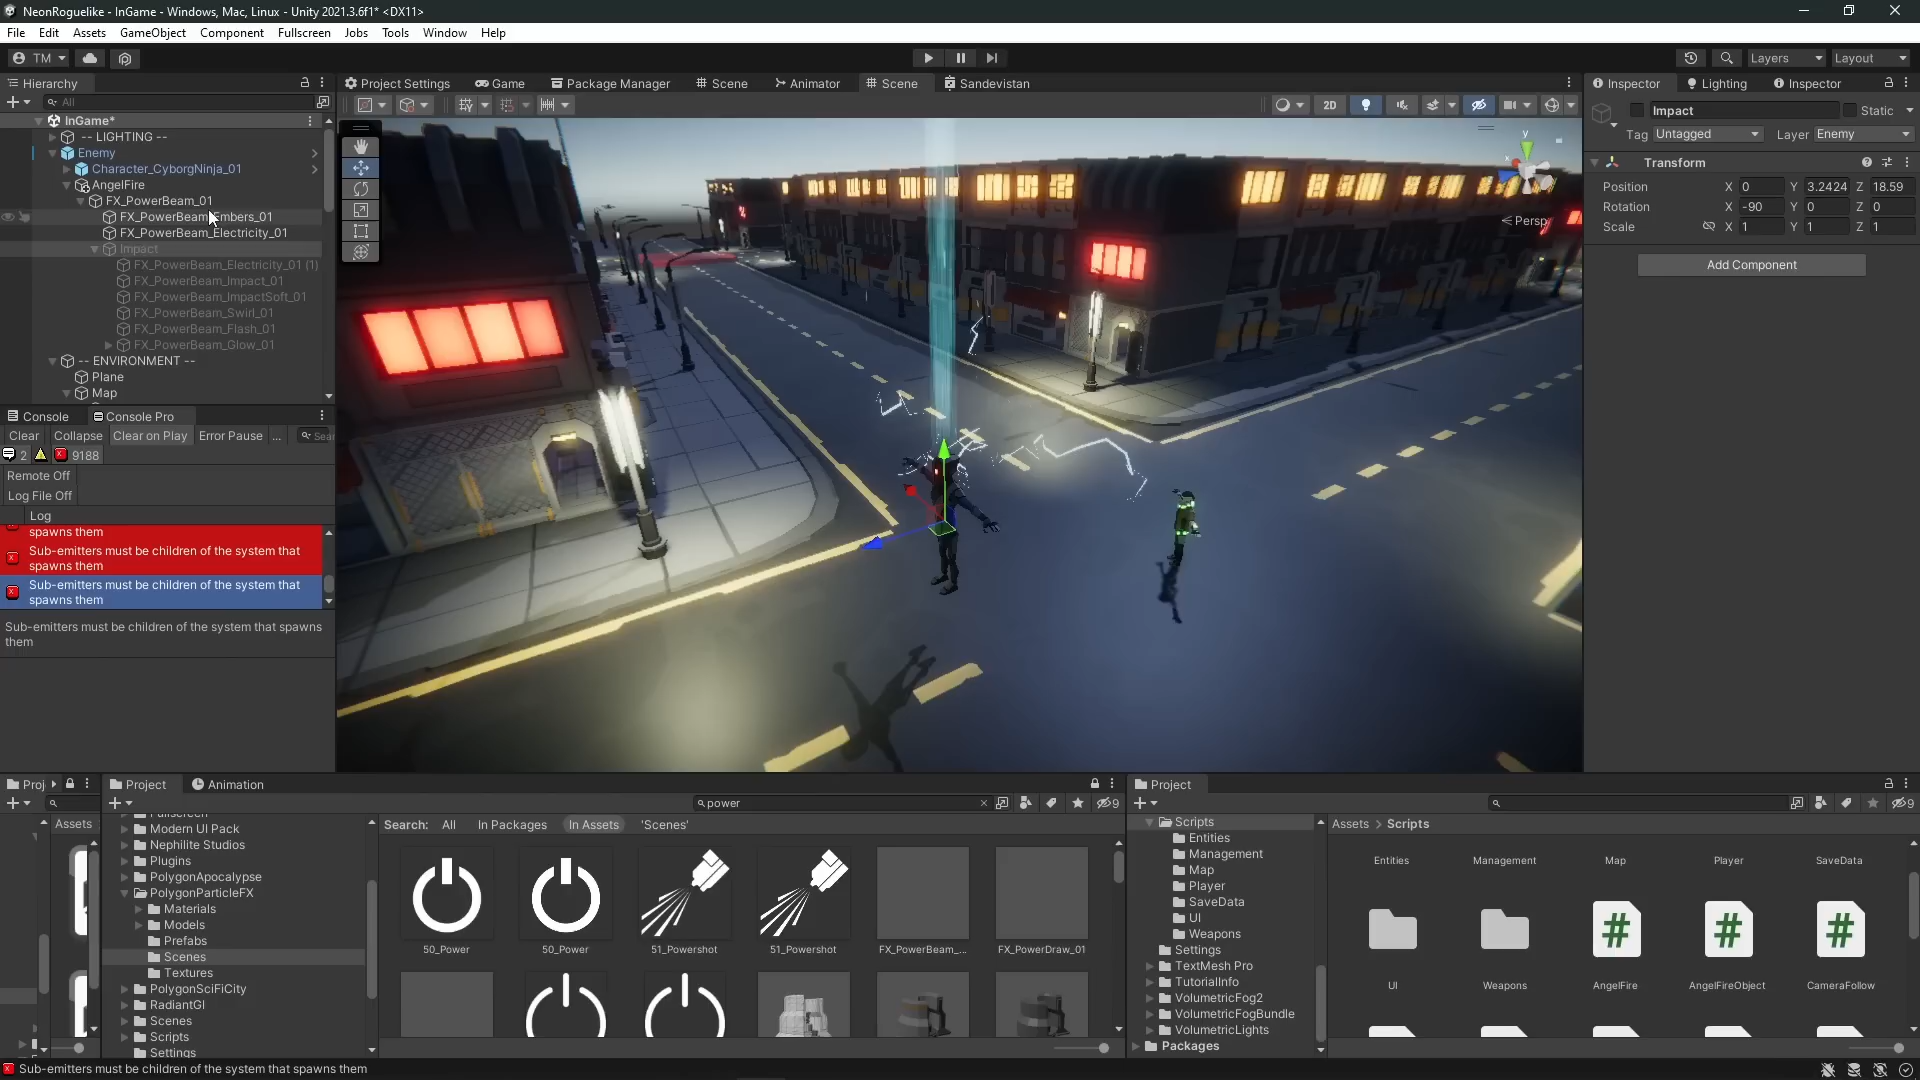 NeonRoguelike - InGame - Windows, Mac, Linux - Unity 2021.3.6f1* <DX11>
File Edit Assets GameObject Component Fullscreen Jobs Tools Window Help
TM
Layers
Layout
Hierarchy
Project Settings
Game
Package Manager
Scene
Animator
Scene
Sandevistan
Inspector
Lighting
Inspector
All
2D
InGame*
-- LIGHTING --
Enemy
Character_CyborgNinja_01
AngelFire
FX_PowerBeam_01
FX_PowerBeam_Embers_01
FX_PowerBeam_Electricity_01
Impact
FX_PowerBeam_Electricity_01 (1)
FX_PowerBeam_Impact_01
FX_PowerBeam_ImpactSoft_01
FX_PowerBeam_Swirl_01
FX_PowerBeam_Flash_01
FX_PowerBeam_Glow_01
-- ENVIRONMENT --
Plane
Map
y
x
Persp
Impact
Static
Tag Untagged
Layer Enemy
Transform
Position X 0 Y 3.2424 Z 18.59
Rotation X -90 Y 0 Z 0
Scale X 1 Y 1 Z 1
Add Component
Console
Console Pro
Clear Collapse Clear on Play Error Pause ... Sea
2
9188
Remote Off
Log File Off
Log
spawns them
Sub-emitters must be children of the system that
spawns them
Sub-emitters must be children of the system that
spawns them
Sub-emitters must be children of the system that spawns
them
Proj
Assets
Project
Animation
power
9
Modern UI Pack
Nephilite Studios
Plugins
PolygonApocalypse
PolygonParticleFX
Materials
Models
Prefabs
Scenes
Textures
PolygonSciFiCity
RadiantGI
Scenes
Scripts
Settings
Search: All In Packages In Assets 'Scenes'
50_Power
50_Power
51_Powershot
51_Powershot
FX_PowerBeam_...
FX_PowerDraw_01
Project
9
Scripts
Entities
Management
Map
Player
SaveData
UI
Weapons
Settings
TextMesh Pro
TutorialInfo
VolumetricFog2
VolumetricFogBundle
VolumetricLights
Packages
Assets > Scripts
Entities
Management
Map
Player
SaveData
UI
Weapons
AngelFire
AngelFireObject
CameraFollow
Sub-emitters must be children of the system that spawns them